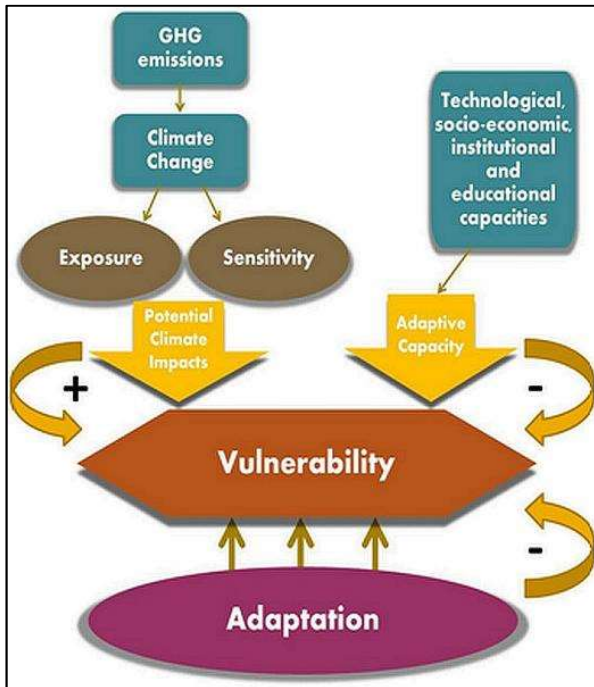 GHG
emissions
Climate
Change
Technological,
socio-economic,
institutional
and
educational
capacities
Exposure
Sensitivity
Potential
Climate
Impacts
Adaptive
Capacity
+
-
Vulnerability
-
Adaptation